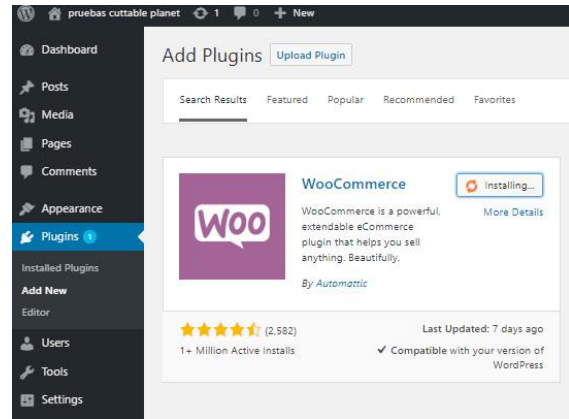 pruebas cuttable planet 1 0 + New
Dashboard
Posts
Media
Pages
Comments
Appearance
Plugins 1
Installed Plugins
Add New
Editor
Users
Tools
Settings
Add Plugins Upload Plugin
Search Results Featured Popular Recommended Favorites
WOO
WooCommerce
Installing...
More Details
WooCommerce is a powerful,
extendable eCommerce
plugin that helps you sell
anything. Beautifully.
By Automattic
(2,582)
1+ Million Active Installs
Last Updated: 7 days ago
Compatible with your version of
WordPress